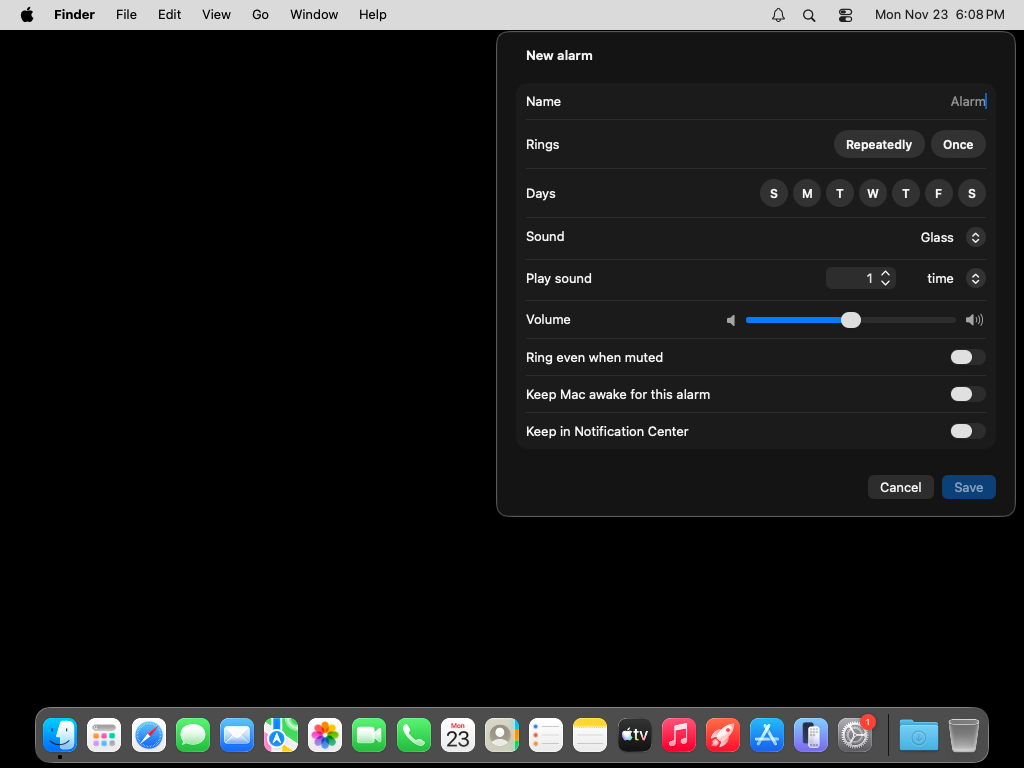 Finder File Edit View Go Window Help Mon Nov 23 6:08 PM
New alarm
Name Alarm
Rings Repeatedly Once
Days S M T W T F S
Sound Glass
Play sound 1 time
Volume
Ring even when muted
Keep Mac awake for this alarm
Keep in Notification Center
Cancel Save
Mon
23
tv
1